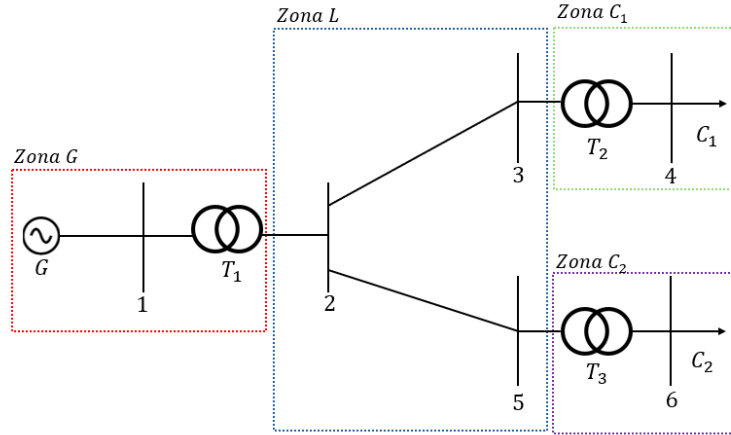 Zona L
Zona C₁
3
T₂
4
C₁
Zona G
G
1
T₁
2
Zona C₂
5
T₃
6
C₂